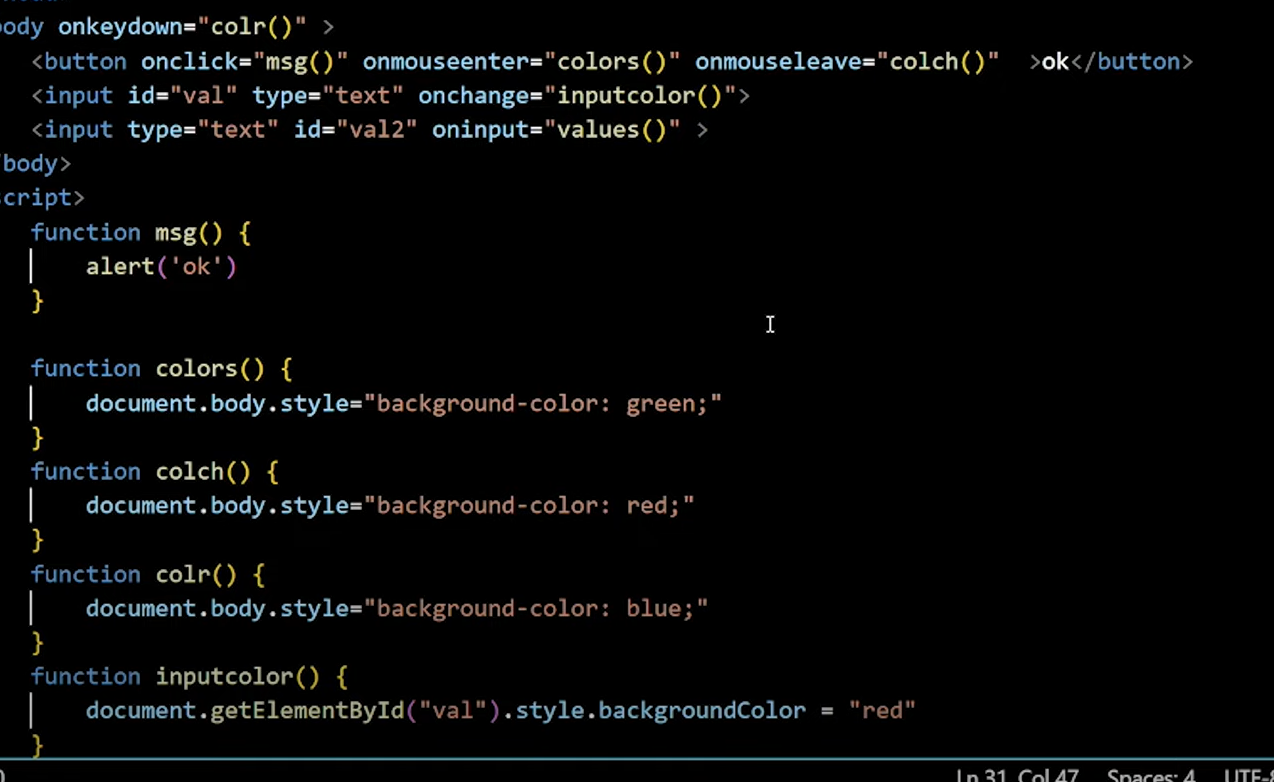 body onkeydown="colr()" >
<button onclick="msg()" onmouseenter="colors()" onmouseleave="colch()"  >ok</button>
<input id="val" type="text" onchange="inputcolor()">
<input type="text" id="val2" oninput="values()" >
/body>
script>
function msg() {
alert('ok')
}
function colors() {
document.body.style="background-color: green;"
}
function colch() {
document.body.style="background-color: red;"
}
function colr() {
document.body.style="background-color: blue;"
}
function inputcolor() {
document.getElementById("val").style.backgroundColor = "red"
}
Ln 31, Col 47 Spaces: 4 UTF-8